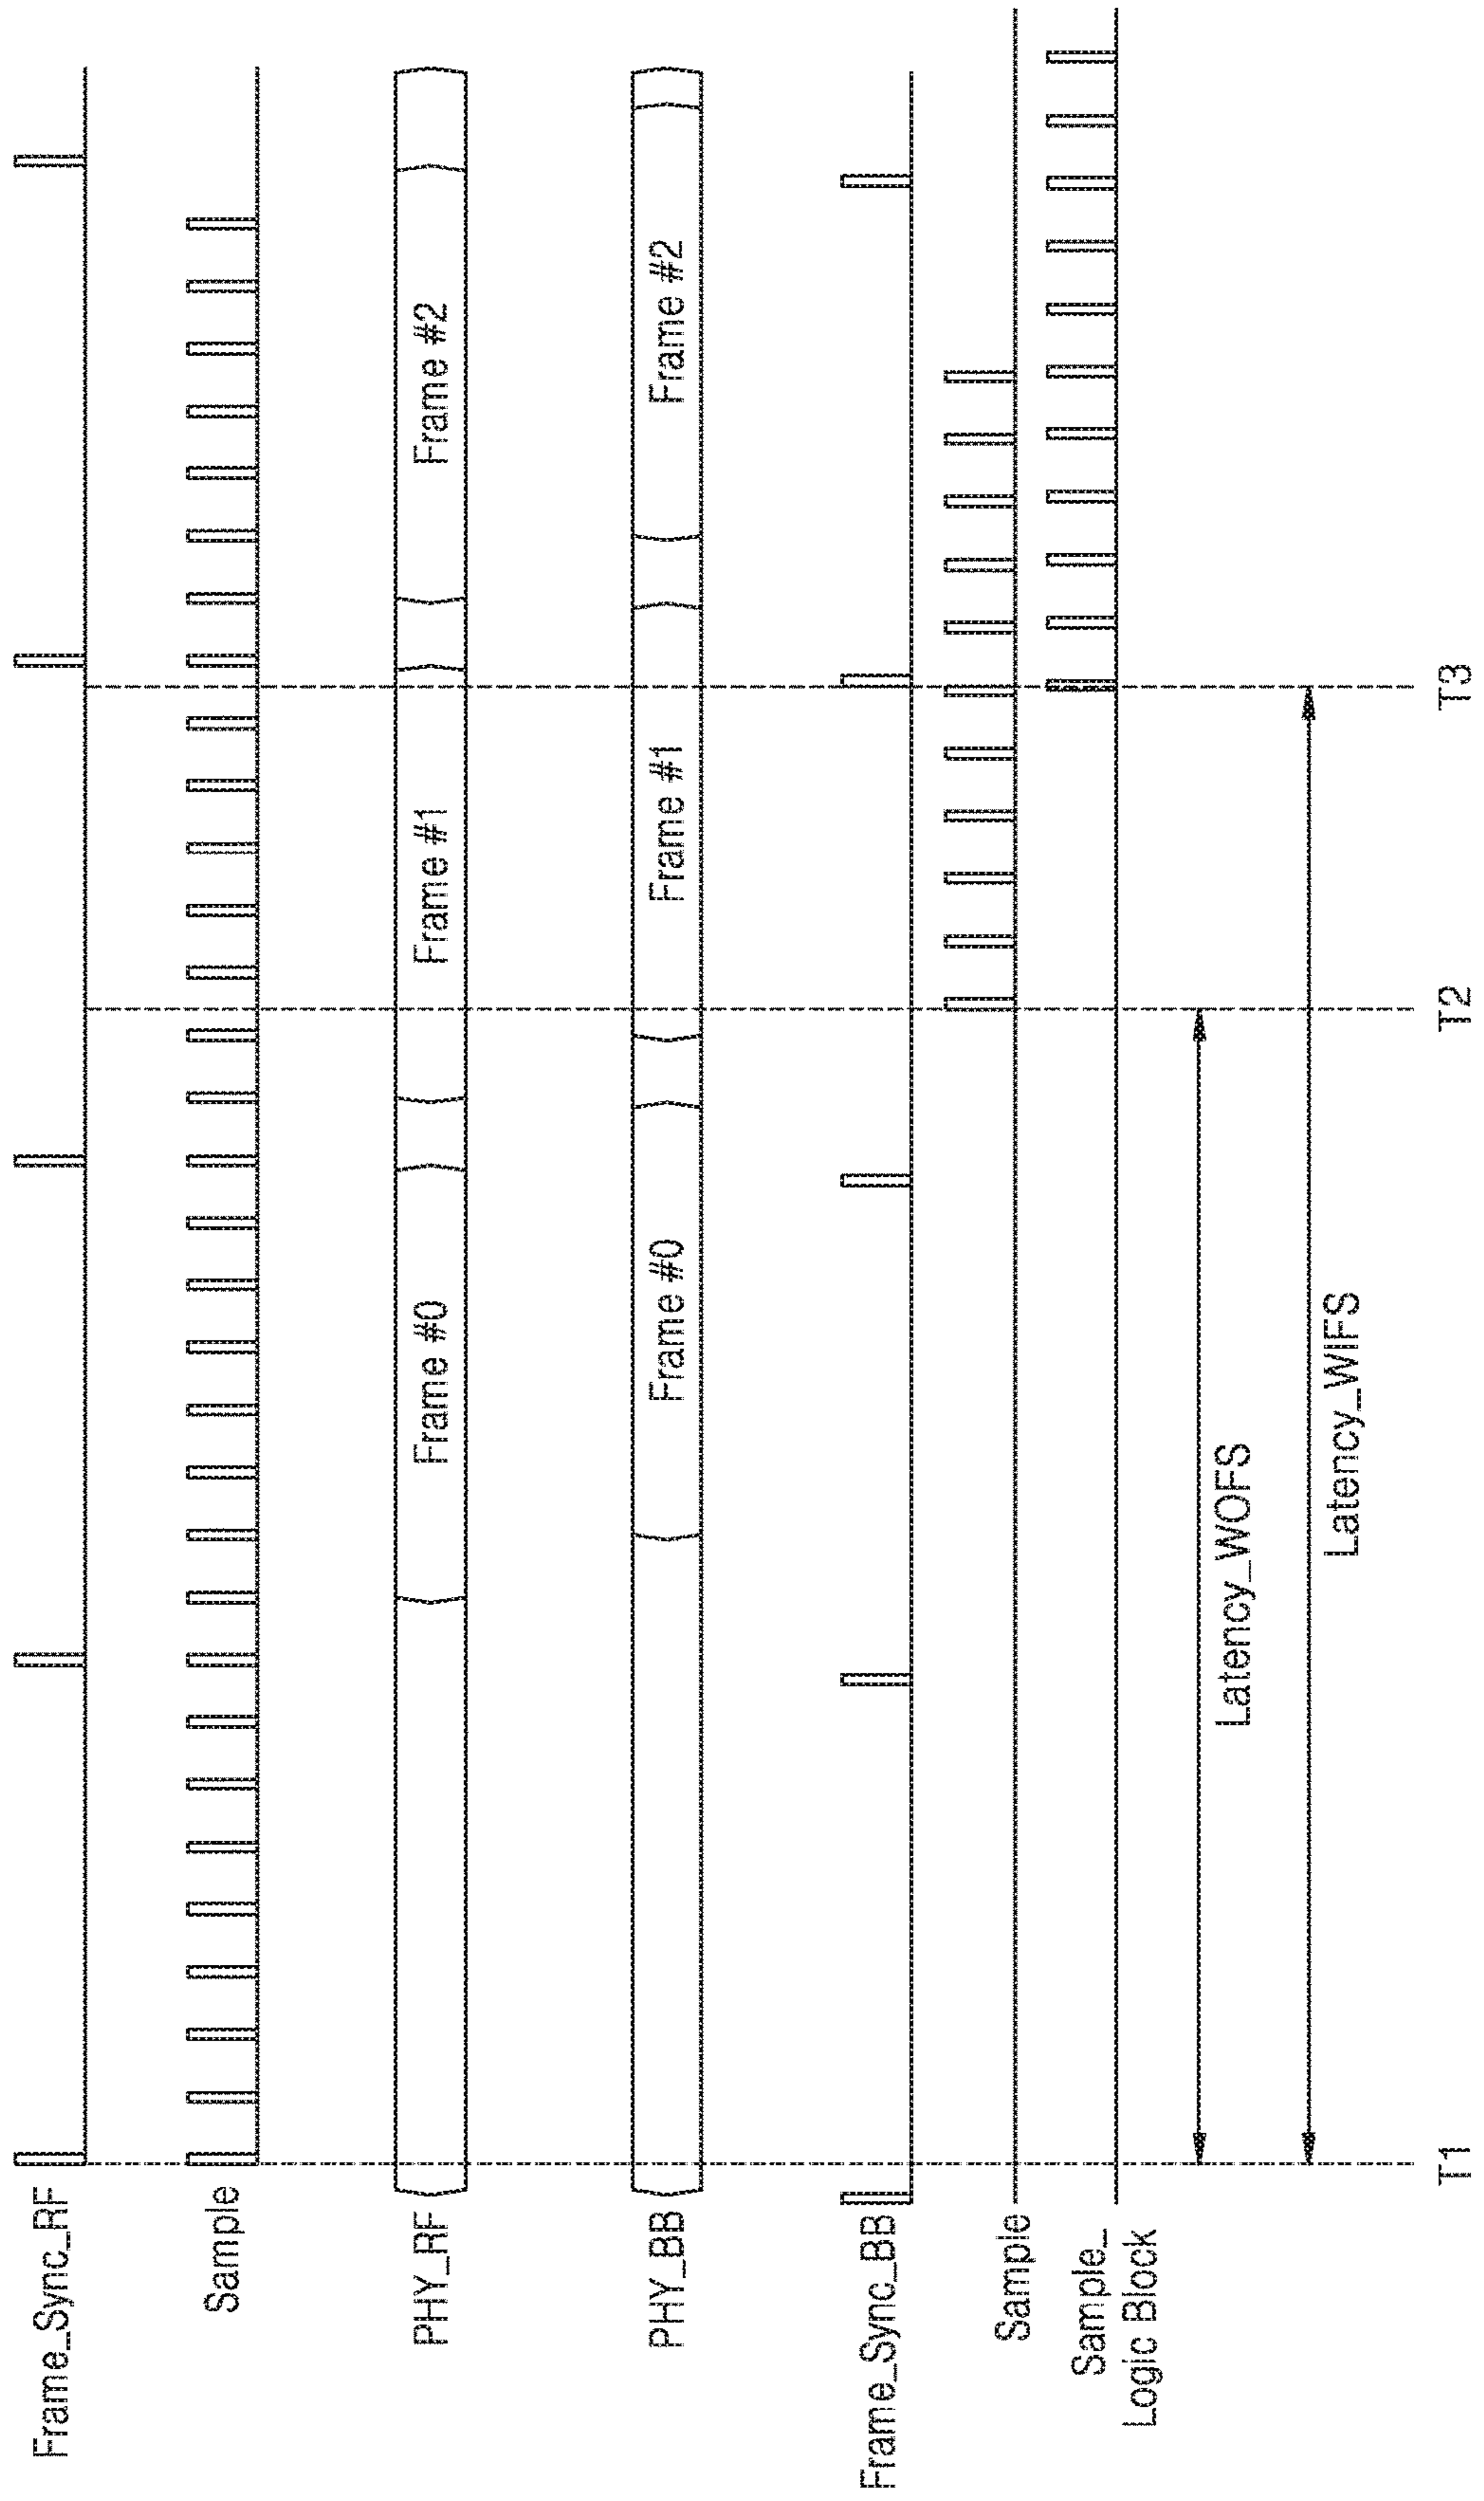 Frame_Sync_RF
Sample
PHY_RF
Frame #0
Frame #1
Frame #2
PHY_BB
Frame #0
Frame #1
Frame #2
Frame_Sync_BB
Sample
Sample_
Logic Block
Latency_WOFS
Latency_WIFS
T1
T2
T3